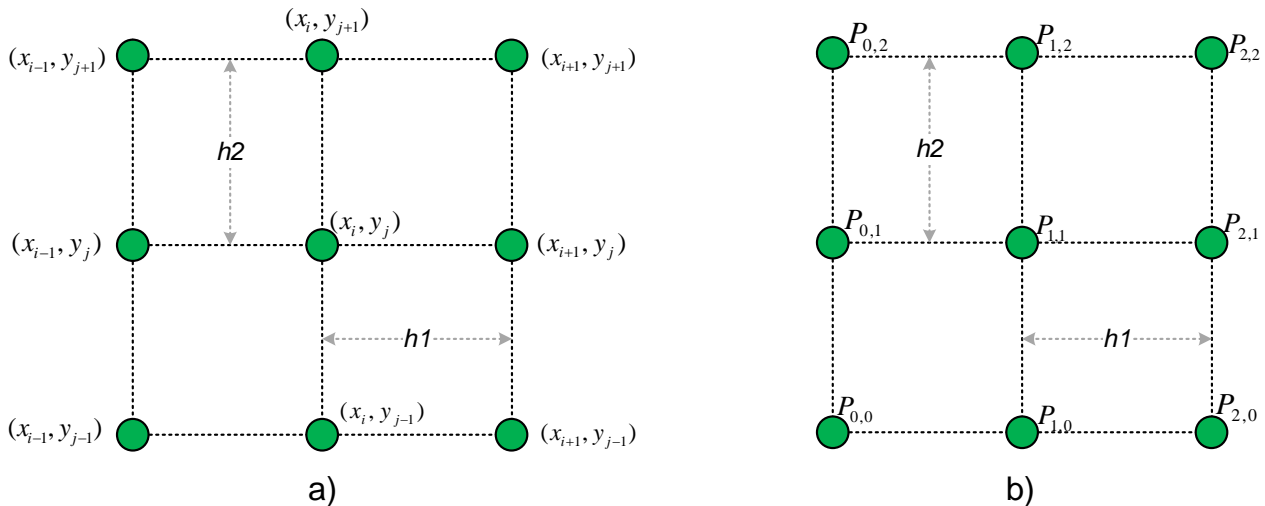 (x_i, y_{j+1})
(x_{i-1}, y_{j+1})
(x_{i+1}, y_{j+1})
h2
(x_i, y_j)
(x_{i-1}, y_j)
(x_{i+1}, y_j)
h1
(x_i, y_{j-1})
(x_{i-1}, y_{j-1})
(x_{i+1}, y_{j-1})
a)
P_{0,2}
P_{1,2}
P_{2,2}
h2
P_{0,1}
P_{1,1}
P_{2,1}
h1
P_{0,0}
P_{1,0}
P_{2,0}
b)